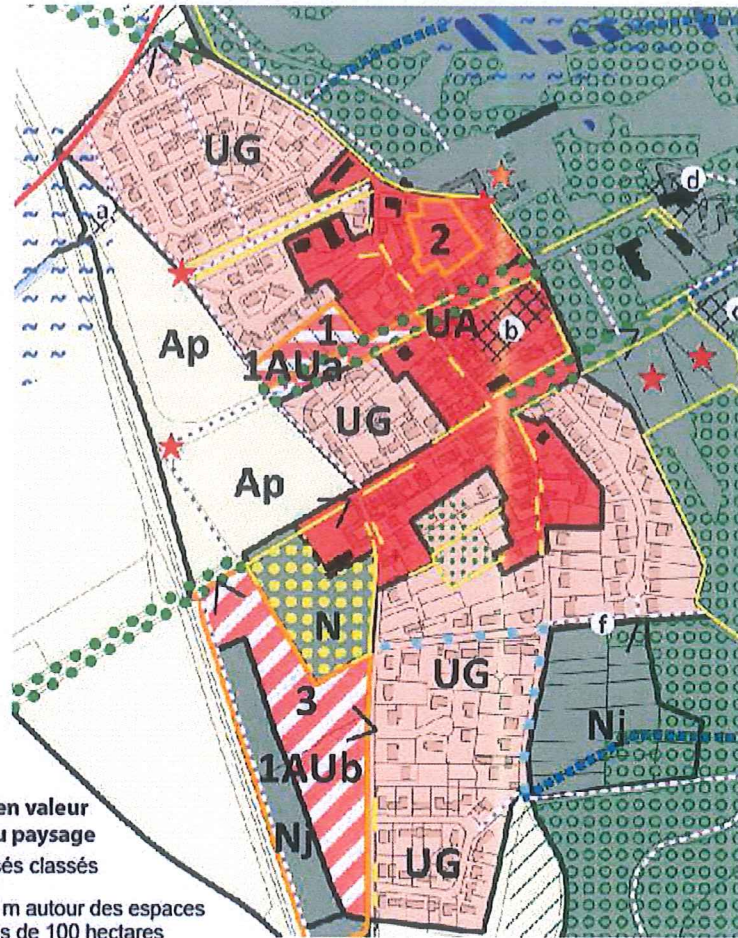 UG
a
d
2
Ap
1
UA
b
1AUa
UG
Ap
N
f
UG
3
Nj
1AUb
en valeur
u paysage
sés classés
Nj
UG
m autour des espaces
s de 100 hectares